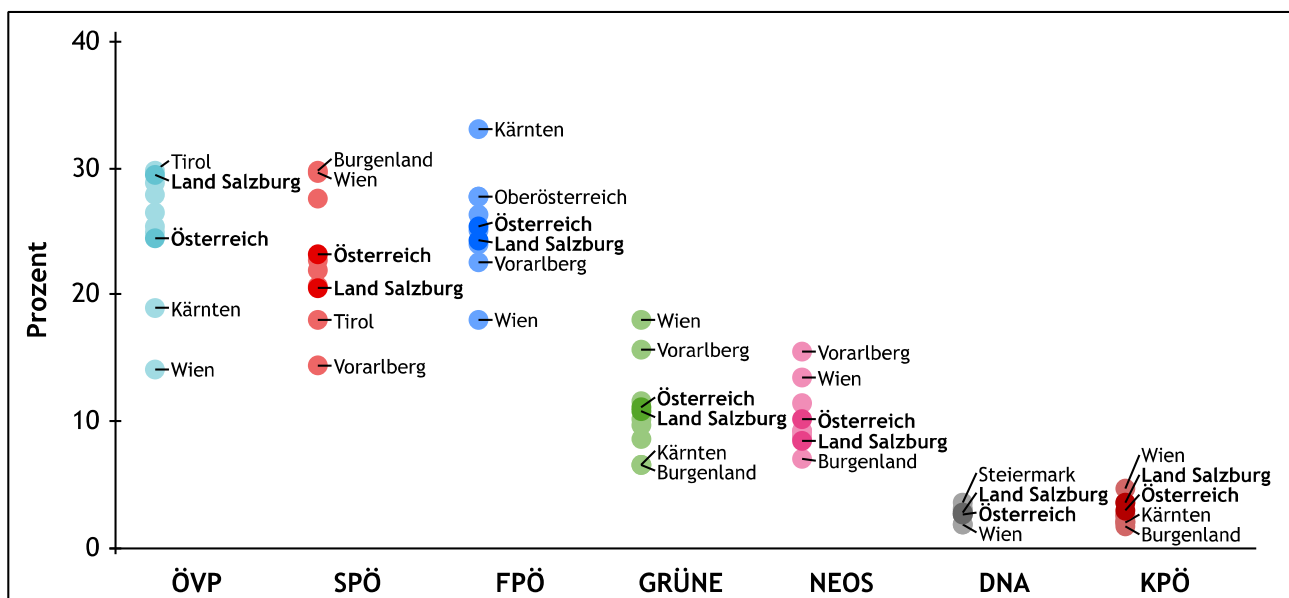 Prozent
40
30
20
10
0
Tirol
Land Salzburg
Österreich
Kärnten
Wien
Burgenland
Wien
Österreich
Land Salzburg
Tirol
Vorarlberg
Kärnten
Oberösterreich
Österreich
Land Salzburg
Vorarlberg
Wien
Wien
Vorarlberg
Österreich
Land Salzburg
Kärnten
Burgenland
Vorarlberg
Wien
Österreich
Land Salzburg
Burgenland
Steiermark
Land Salzburg
Österreich
Wien
Wien
Land Salzburg
Österreich
Kärnten
Burgenland
ÖVP
SPÖ
FPÖ
GRÜNE
NEOS
DNA
KPÖ